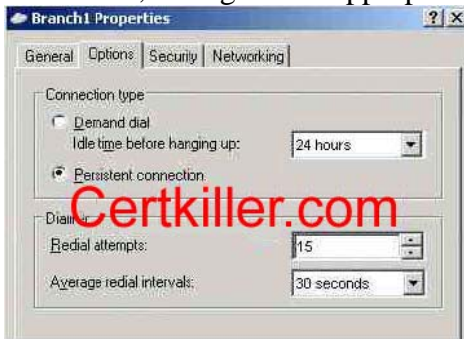 Branch1 Properties
? X
General Options Security Networking
Connection type
Demand dial
Idle time before hanging up: 24 hours
Persistent connection
Certkiller.com
Redial attempts: 15
Average redial intervals: 30 seconds